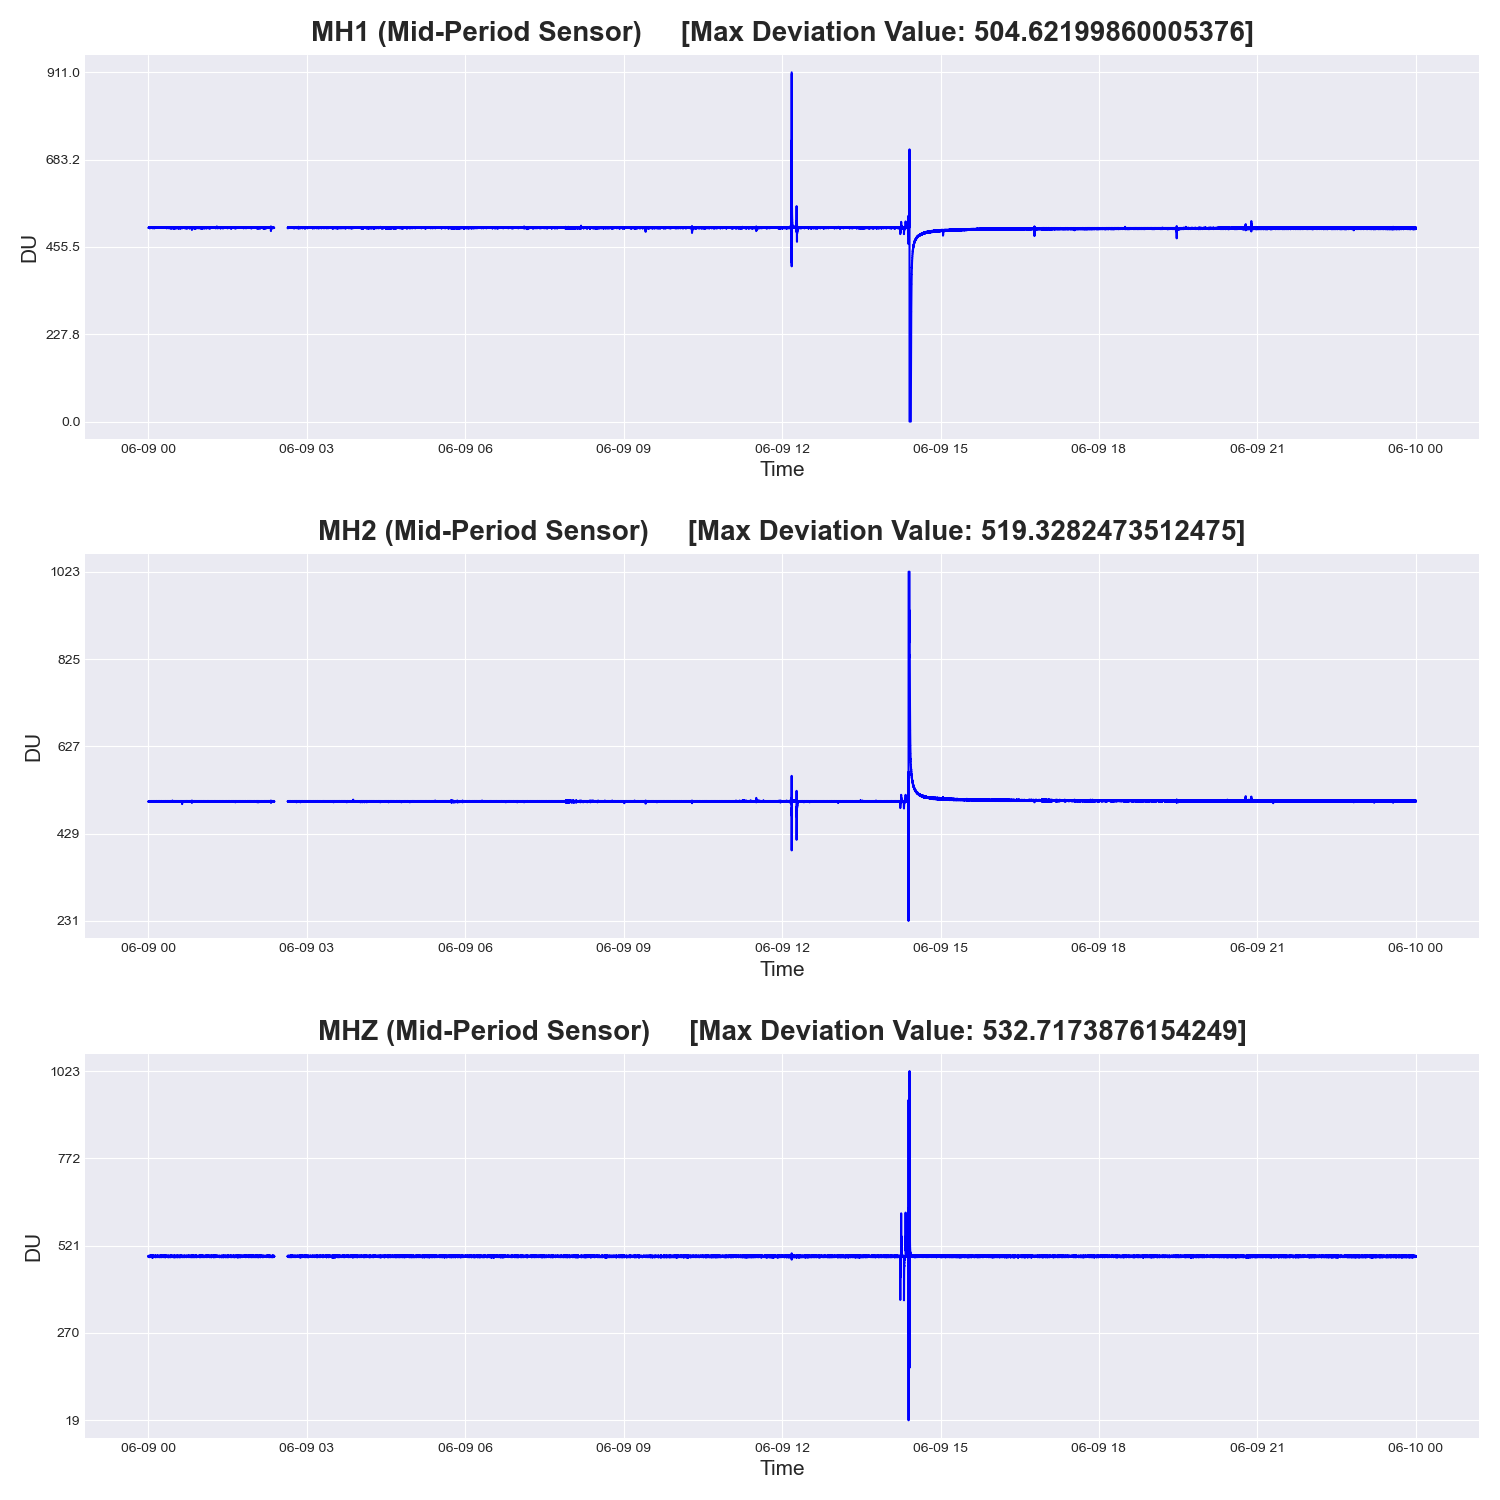 MH1 (Mid-Period Sensor) [Max Deviation Value: 504.62199860005376]
911.0
683.2
455.5
227.8
0.0
DU
06-09 00 06-09 03 06-09 06 06-09 09 06-09 12 06-09 15 06-09 18 06-09 21 06-10 00
Time
MH2 (Mid-Period Sensor) [Max Deviation Value: 519.3282473512475]
1023
825
627
429
231
DU
06-09 00 06-09 03 06-09 06 06-09 09 06-09 12 06-09 15 06-09 18 06-09 21 06-10 00
Time
MHZ (Mid-Period Sensor) [Max Deviation Value: 532.7173876154249]
1023
772
521
270
19
DU
06-09 00 06-09 03 06-09 06 06-09 09 06-09 12 06-09 15 06-09 18 06-09 21 06-10 00
Time